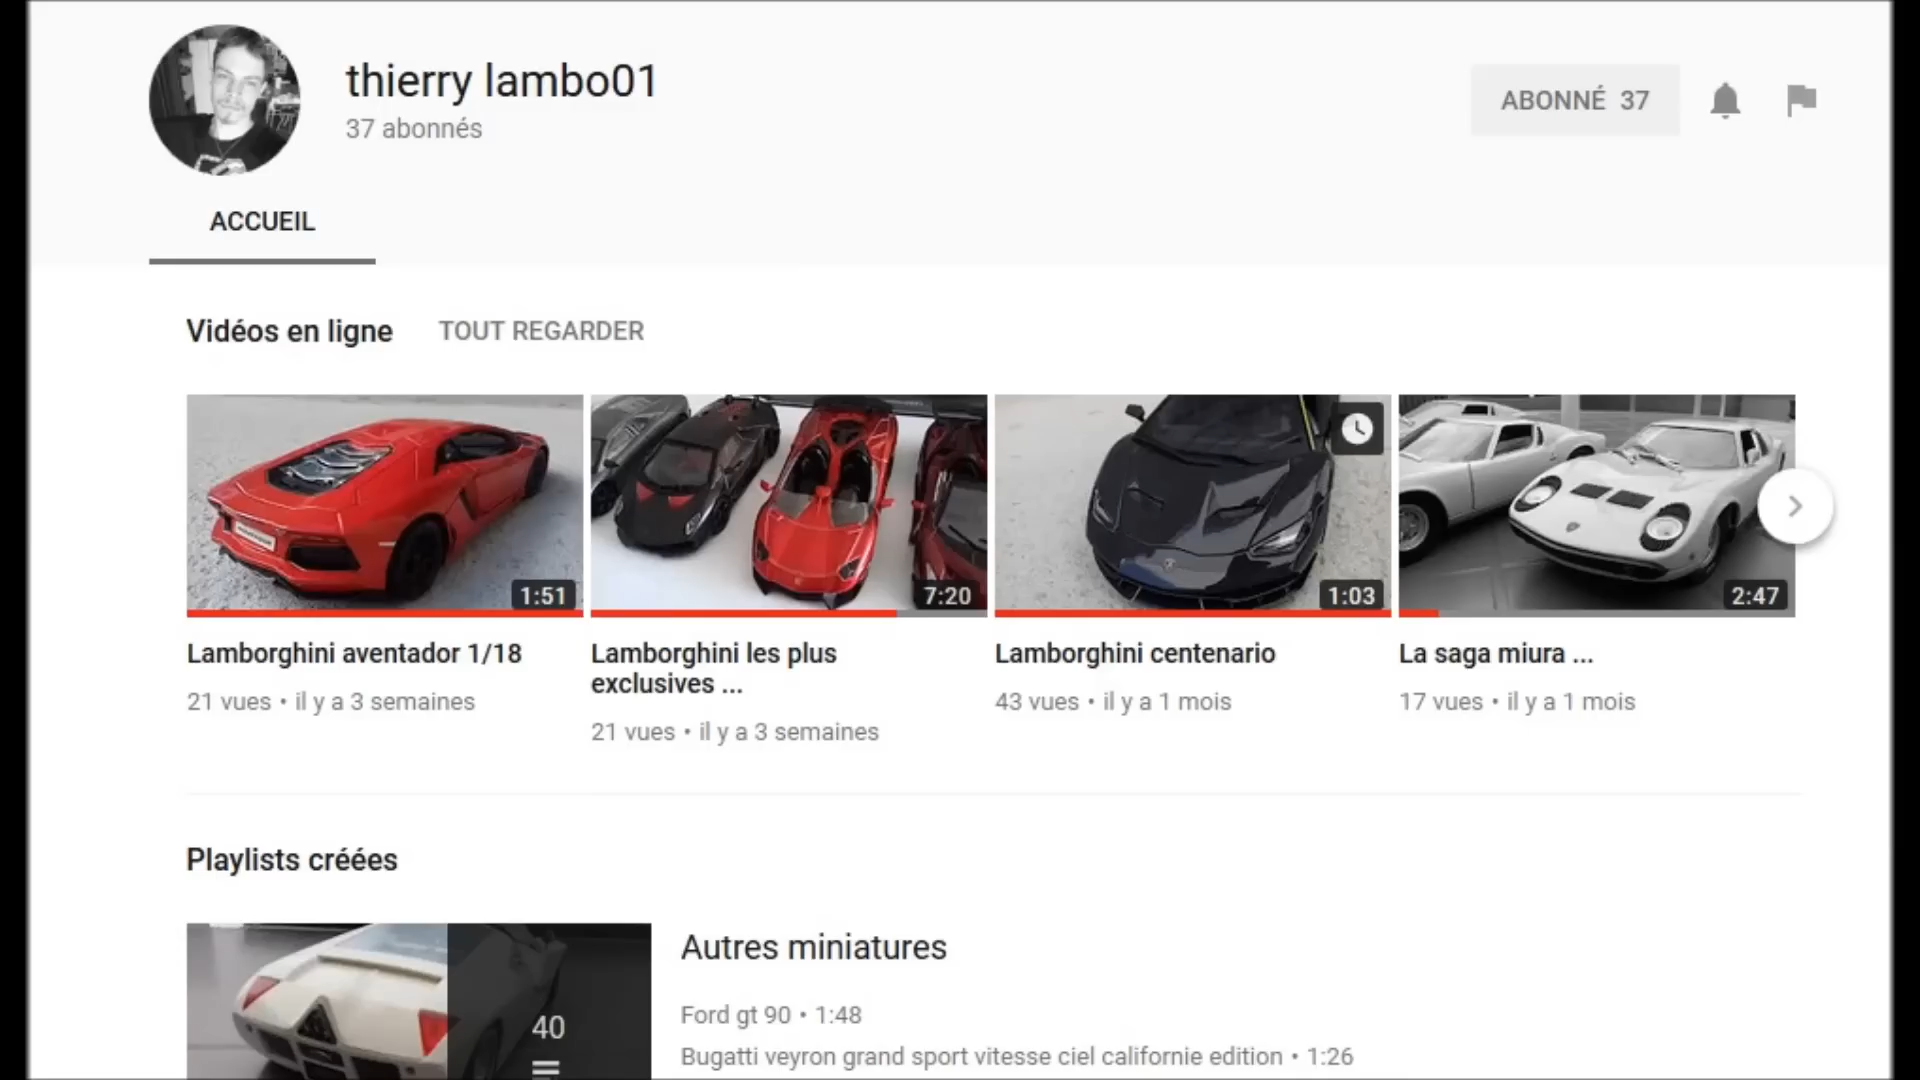 thierry lambo01
37 abonnés
ABONNÉ 37
ACCUEIL
Vidéos en ligne
TOUT REGARDER
1:51
7:20
1:03
2:47
Lamborghini aventador 1/18
21 vues • il y a 3 semaines
Lamborghini les plus
exclusives ...
21 vues • il y a 3 semaines
Lamborghini centenario
43 vues • il y a 1 mois
La saga miura ...
17 vues • il y a 1 mois
Playlists créées
40
Autres miniatures
Ford gt 90 • 1:48
Bugatti veyron grand sport vitesse ciel californie edition • 1:26